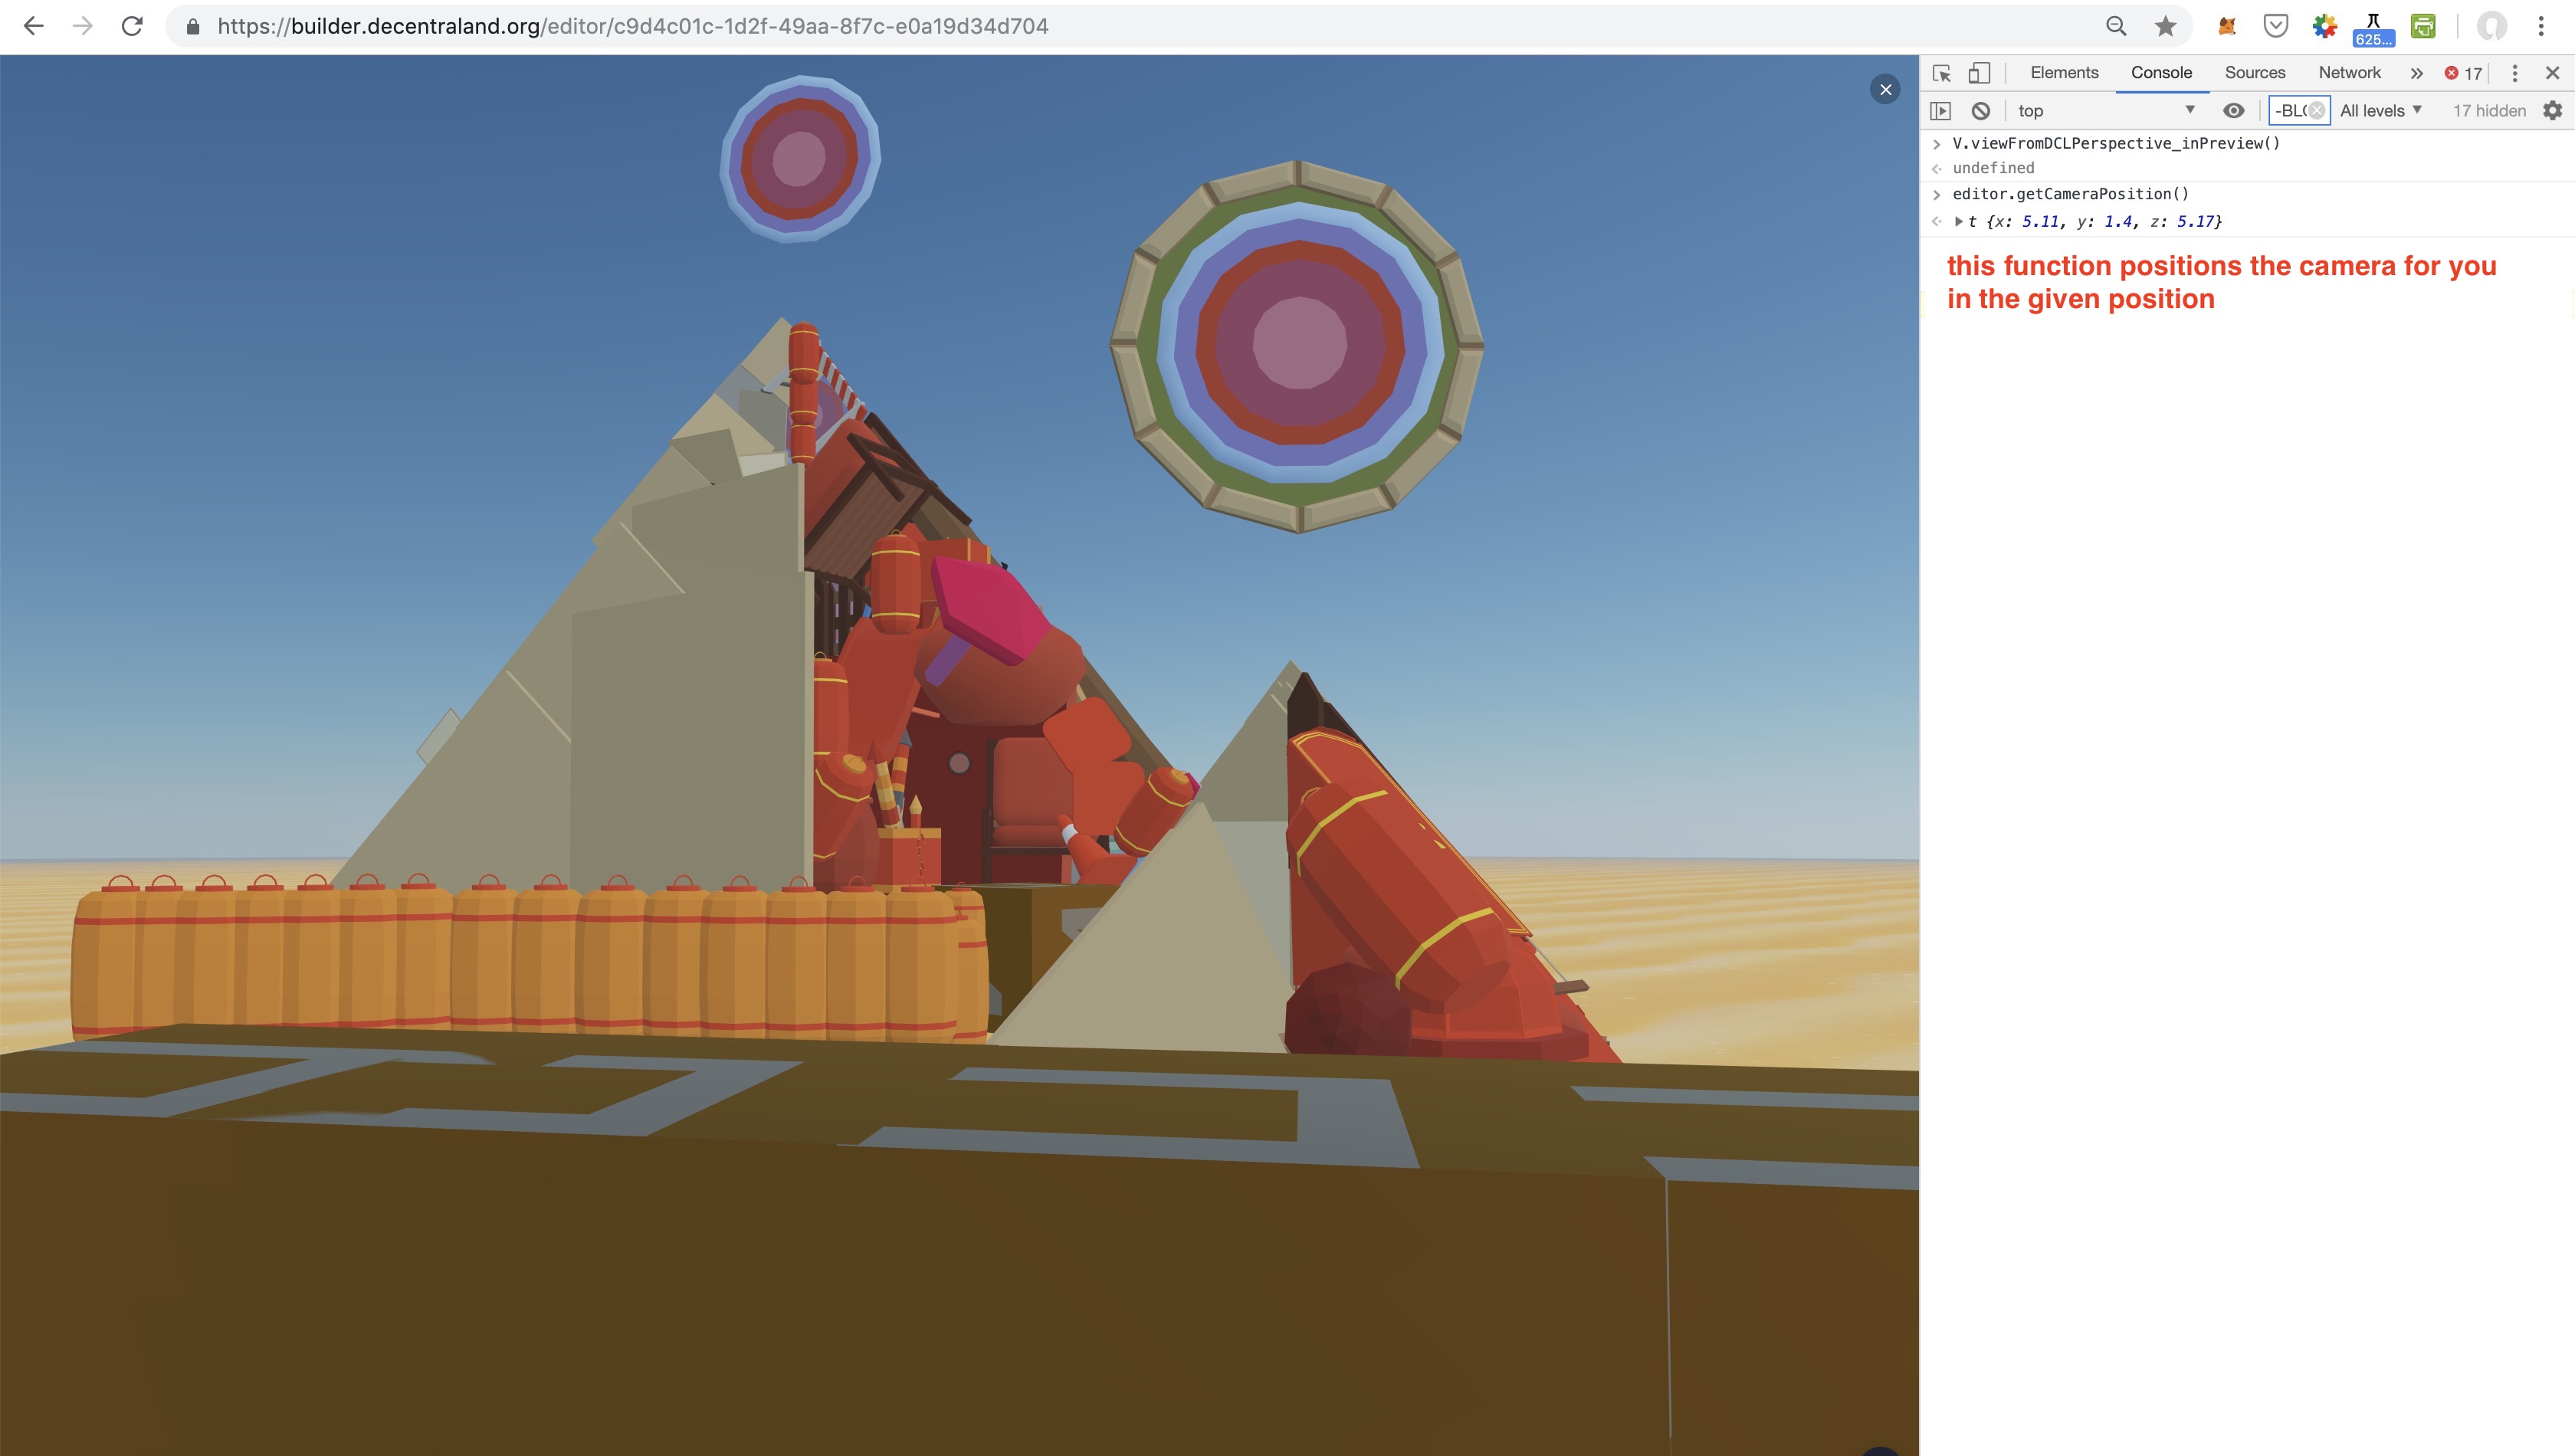 https://builder.decentraland.org/editor/c9d4c01c-1d2f-49aa-8f7c-e0a19d34d704
625...
Elements Console Sources Network » 17
top -BL All levels 17 hidden
V.viewFromDCLPerspective_inPreview()
undefined
editor.getCameraPosition()
t {x: 5.11, y: 1.4, z: 5.17}
this function positions the camera for you
in the given position